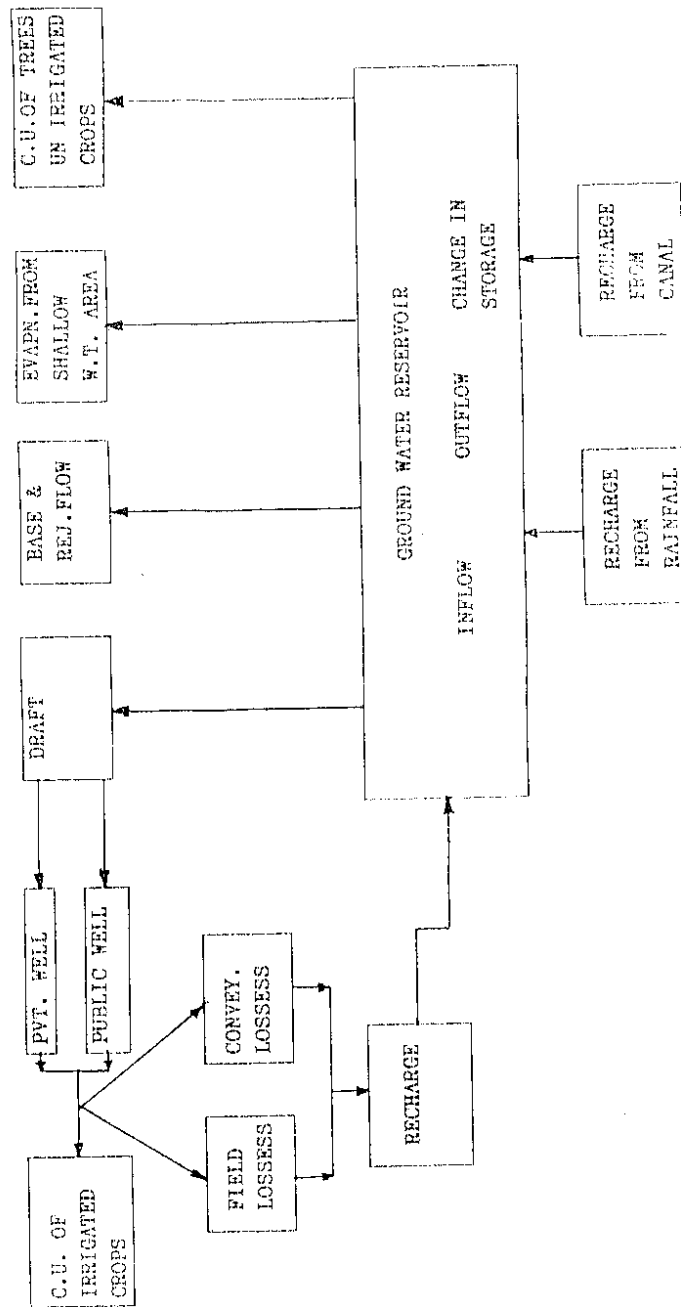 C.U. OF
IRRIGATED
CROPS
PVT. WELL
PUBLIC WELL
DRAFT
BASE &
REJ.FLOW
EVAPN.FROM
SHALLOW
W.T. AREA
C.U.OF TREES
UN IRRIGATED
CROPS
FIELD
LOSSESS
CONVEY.
LOSSESS
RECHARGE
GROUND WATER RESERVOIR
INFLOW OUTFLOW CHANGE IN
STORAGE
RECHARGE
FROM
RAINFALL
RECHARGE
FROM
CANAL